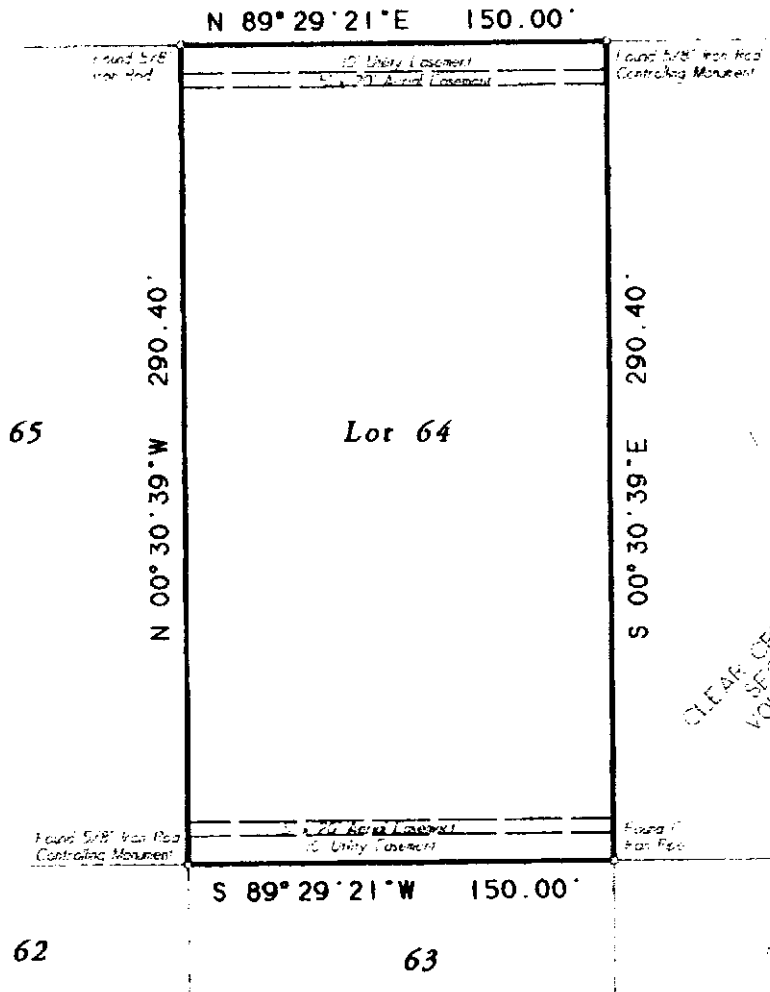 N 89° 29 ' 21 " E 150.00 '
Found 5/8"
Iron Rod
10' Utility Easement
5' x 20' Aerial Easement
Found 5/8" Iron Rod
Controlling Monument
N 00° 30 ' 39 " W 290.40 '
S 00° 30 ' 39 " E 290.40 '
65
Lot 64
CLEAR
Found 5/8" Iron Rod
Controlling Monument
5' x 20' Aerial Easement
10' Utility Easement
Found 1"
Iron Pipe
S 89° 29 ' 21 " W 150.00 '
62
63